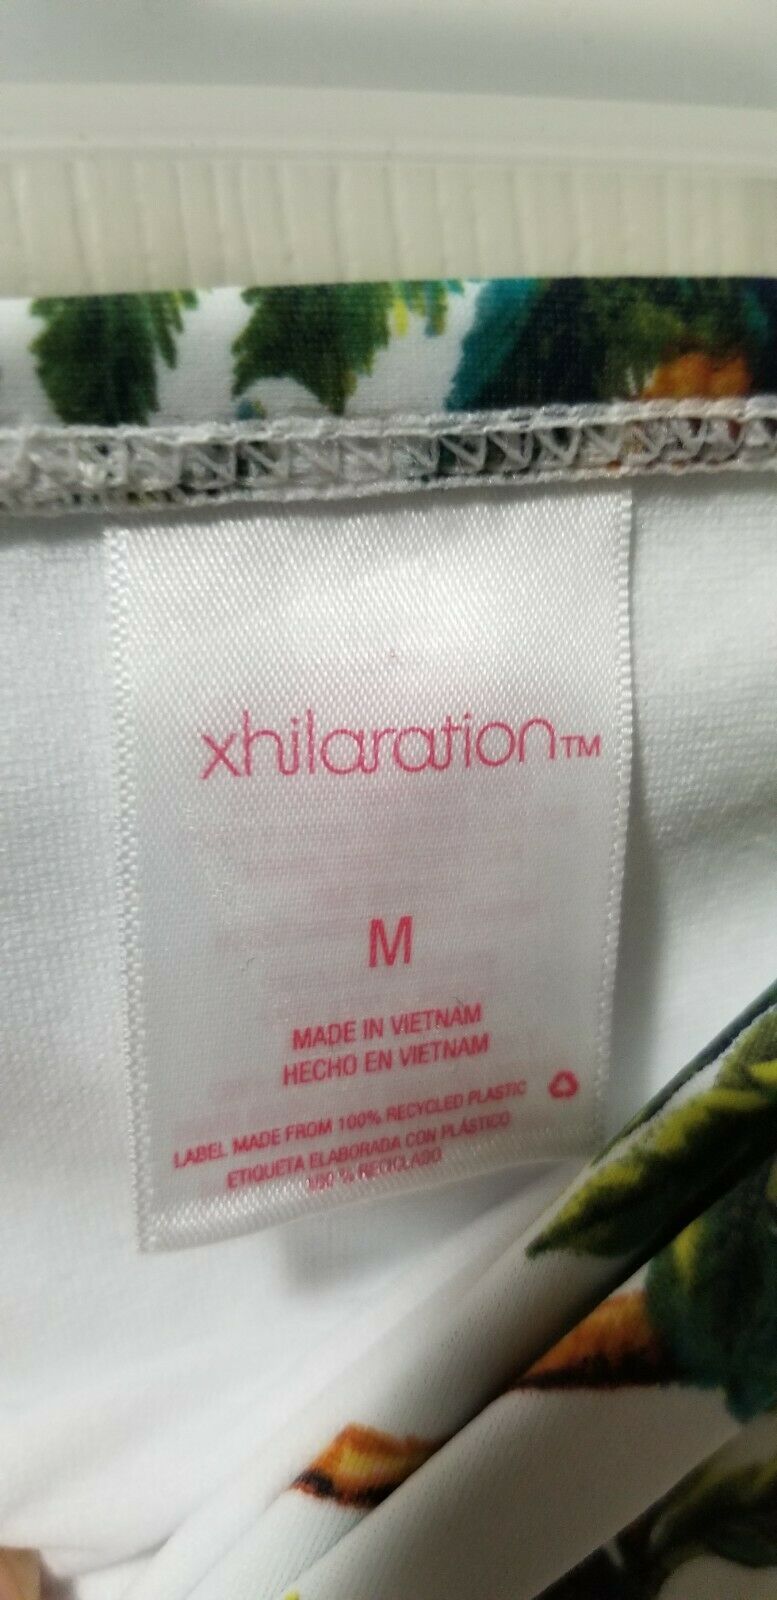 xhilaration™
M
MADE IN VIETNAM
HECHO EN VIETNAM
LABEL MADE FROM 100% RECYCLED PLASTIC
ETIQUETA ELABORADA CON PLÁSTICO
100 % RECICLADO